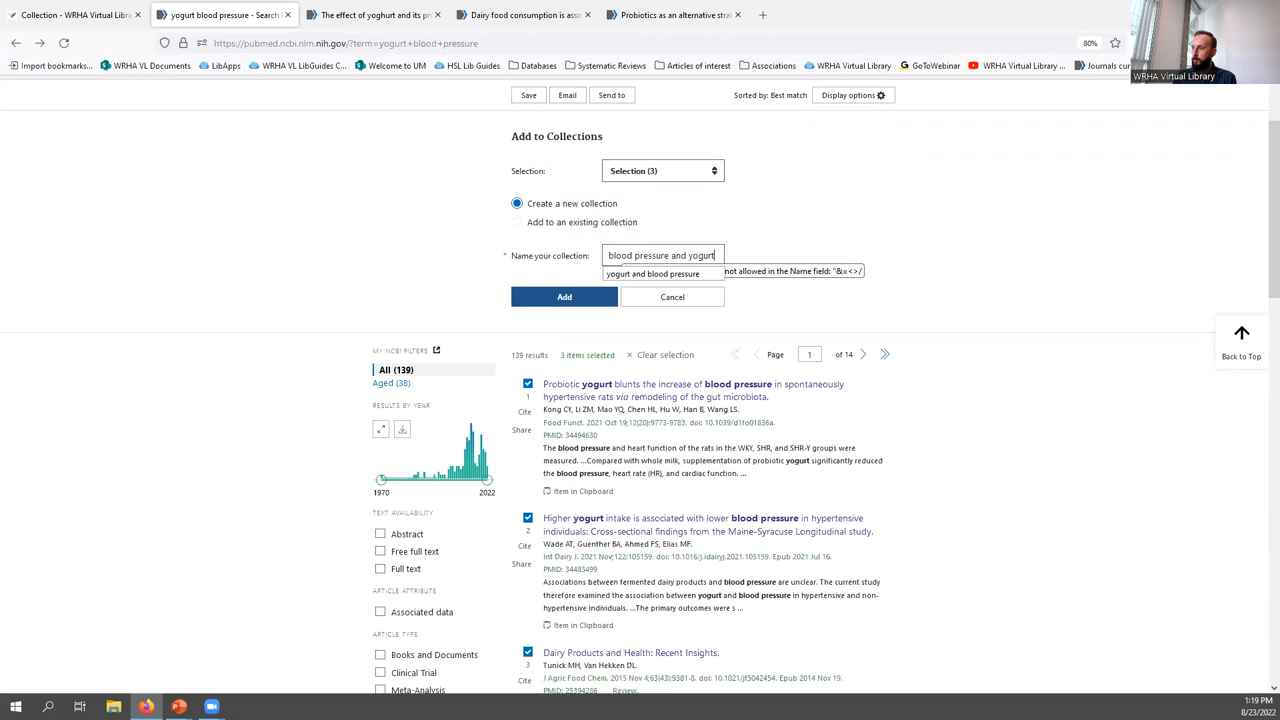 Collection - WRHA Virtual Libra
yogurt blood pressure - Search
The effect of yoghurt and its pr
Dairy food consumption is ass
Probiotics as an alternative stra
https://pubmed.ncbi.nlm.nih.gov/?term=yogurt+blood+pressure
80%
Import bookmarks...
WRHA VL Documents
LibApps
WRHA VL LibGuides C...
Welcome to UM
HSL Lib Guides
Databases
Systematic Reviews
Articles of interest
Associations
WRHA Virtual Library
GoToWebinar
WRHA Virtual Library - ...
Journals cur
WRHA Virtual Library
Save
Email
Send to
Sorted by: Best match
Display options
Add to Collections
Selection:
Selection (3)
Create a new collection
Add to an existing collection
* Name your collection:
blood pressure and yogurt
yogurt and blood pressure
not allowed in the Name field: "&=<>/
Add
Cancel
MY NCBI FILTERS
All (139)
Aged (38)
RESULTS BY YEAR
1970
2022
TEXT AVAILABILITY
Abstract
Free full text
Full text
ARTICLE ATTRIBUTE
Associated data
ARTICLE TYPE
Books and Documents
Clinical Trial
Meta-Analysis
139 results
3 items selected
× Clear selection
Page
1
of 14
Back to Top
1
Cite
Share
Probiotic yogurt blunts the increase of blood pressure in spontaneously
hypertensive rats via remodeling of the gut microbiota.
Kong CY, Li ZM, Mao YQ, Chen HL, Hu W, Han B, Wang LS.
Food Funct. 2021 Oct 19;12(20):9773-9783. doi: 10.1039/d1fo01836a.
PMID: 34494630
The blood pressure and heart function of the rats in the WKY, SHR, and SHR-Y groups were
measured. ...Compared with whole milk, supplementation of probiotic yogurt significantly reduced
the blood pressure, heart rate (HR), and cardiac function. ...
Item in Clipboard
2
Cite
Share
Higher yogurt intake is associated with lower blood pressure in hypertensive
individuals: Cross-sectional findings from the Maine-Syracuse Longitudinal study.
Wade AT, Guenther BA, Ahmed FS, Elias MF.
Int Dairy J. 2021 Nov;122:105159. doi: 10.1016/j.idairyj.2021.105159. Epub 2021 Jul 16.
PMID: 34483499
Associations between fermented dairy products and blood pressure are unclear. The current study
therefore examined the association between yogurt and blood pressure in hypertensive and non-
hypertensive individuals. ...The primary outcomes were s ...
Item in Clipboard
3
Cite
Dairy Products and Health: Recent Insights.
Tunick MH, Van Hekken DL.
J Agric Food Chem. 2015 Nov 4;63(43):9381-8. doi: 10.1021/jf5042454. Epub 2014 Nov 19.
PMID: 25394286 Review.
1:19 PM
8/23/2022